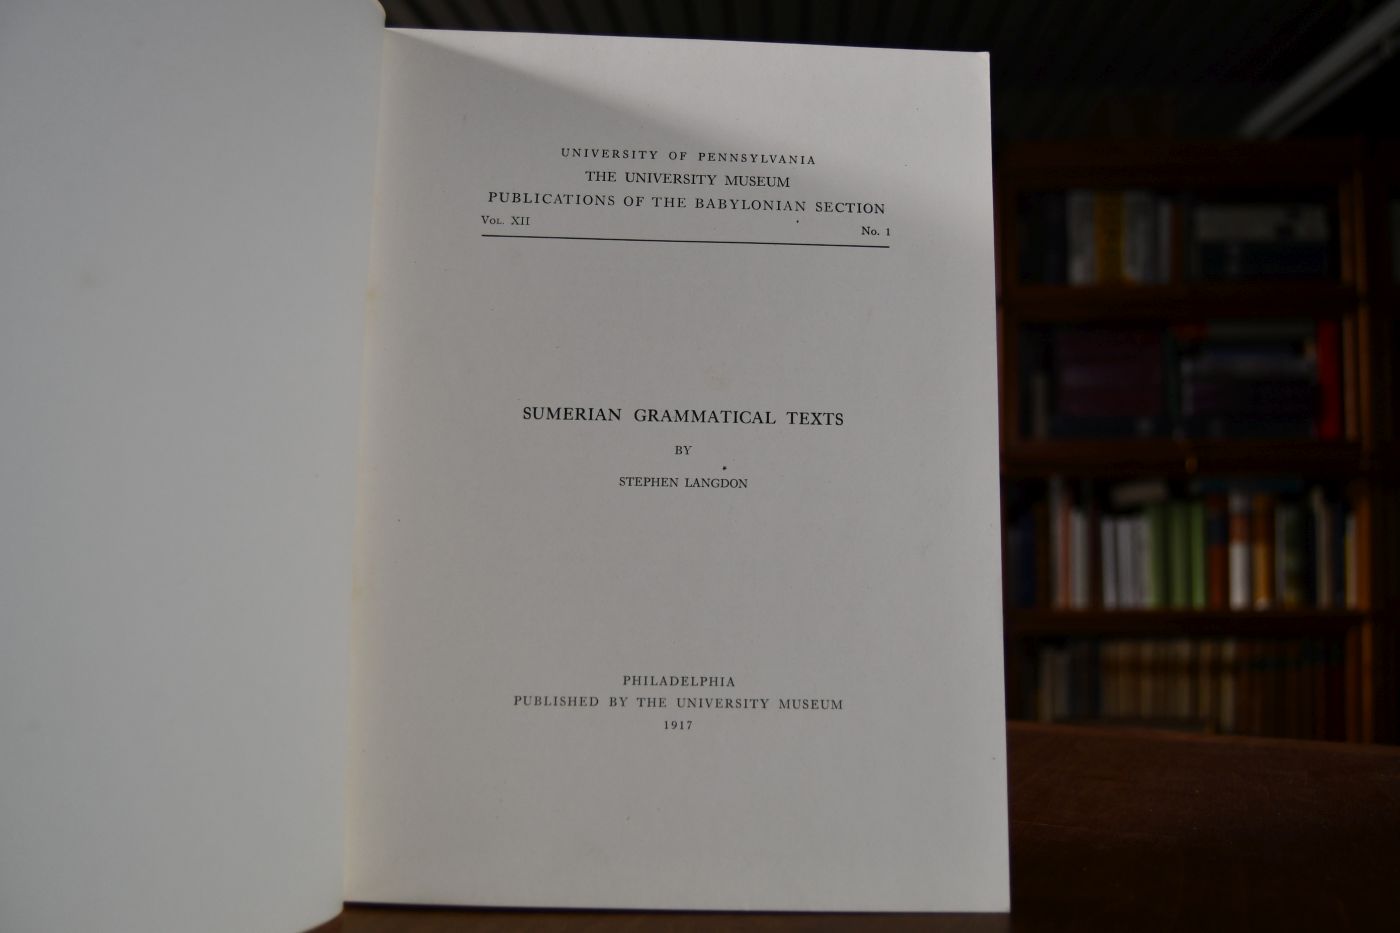 UNIVERSITY OF PENNSYLVANIA
THE UNIVERSITY MUSEUM
PUBLICATIONS OF THE BABYLONIAN SECTION
VOL. XII No. 1
SUMERIAN GRAMMATICAL TEXTS
BY
STEPHEN LANGDON
PHILADELPHIA
PUBLISHED BY THE UNIVERSITY MUSEUM
1917